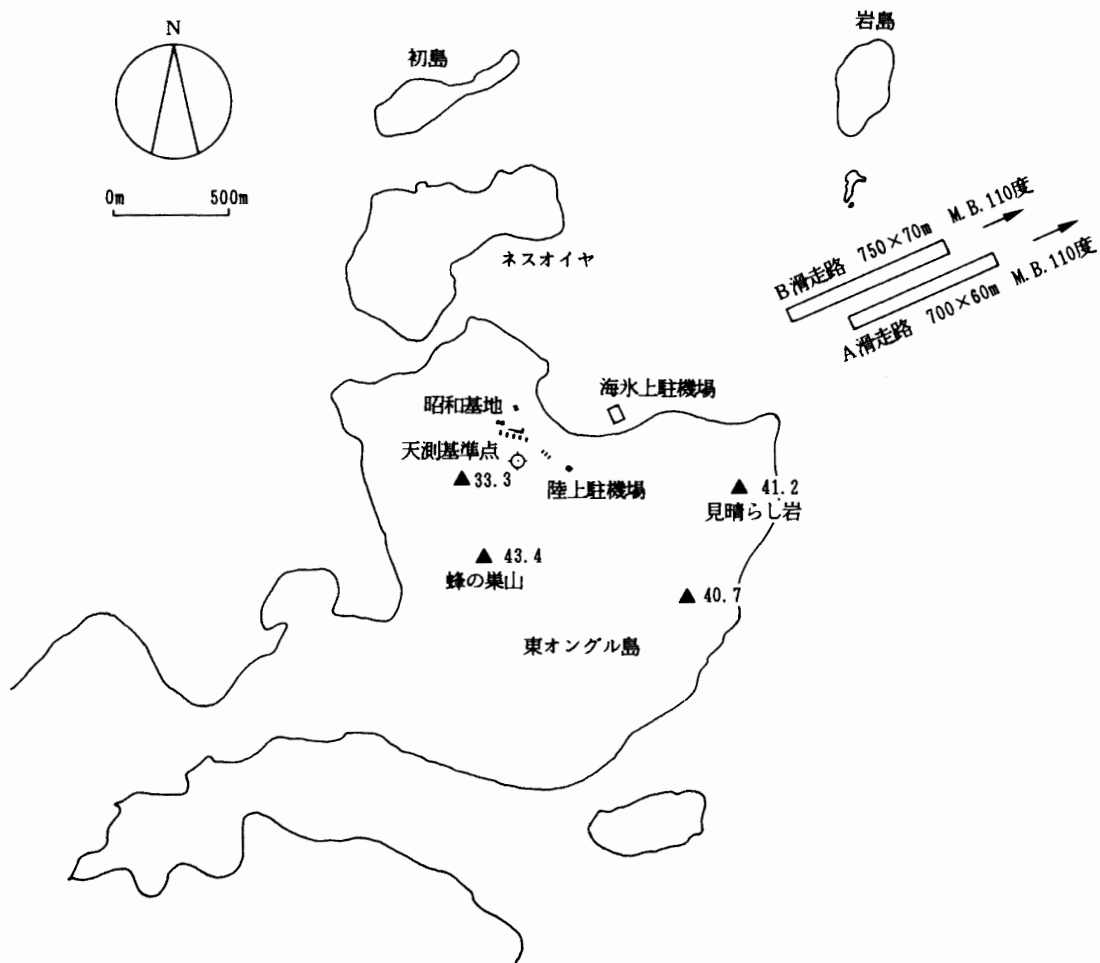 N
0m 500m
初島
岩島
ネスオイヤ
B滑走路 750×70m M.B.110度
A滑走路 700×60m M.B.110度
海氷上駐機場
昭和基地
天測基準点
33.3
陸上駐機場
41.2
見晴らし岩
43.4
蜂の巣山
40.7
東オングル島